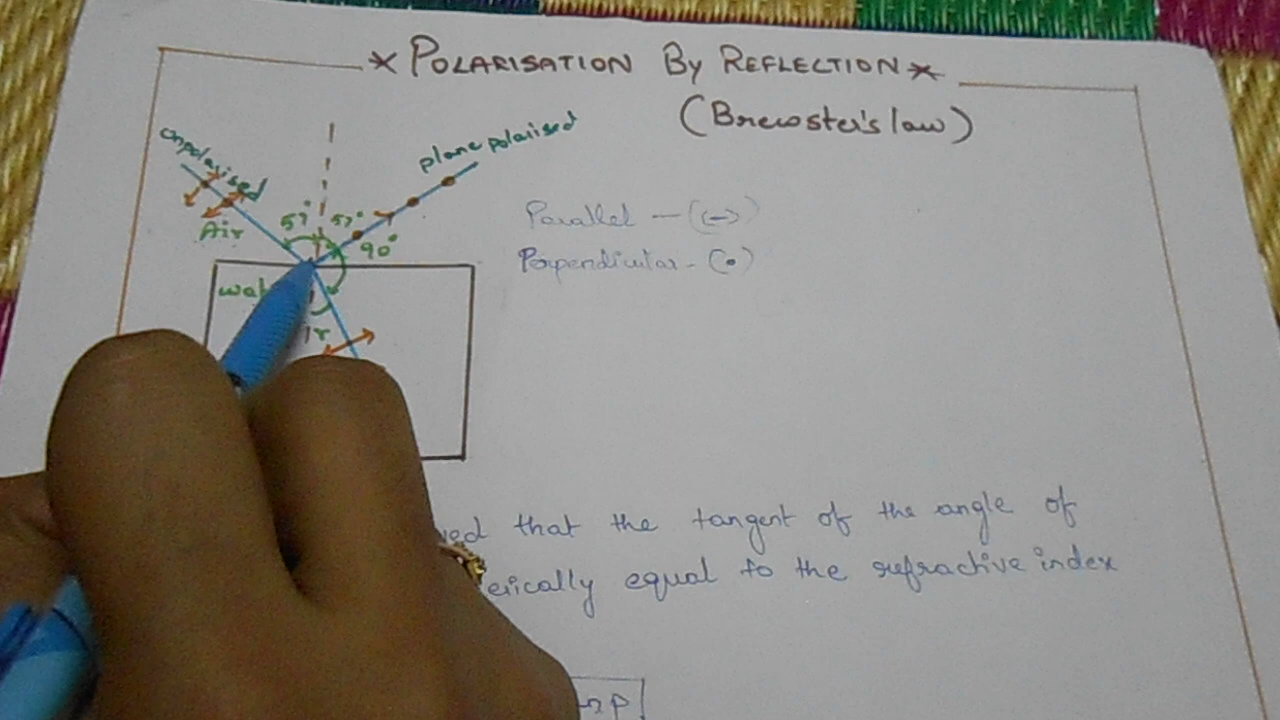 * POLARISATION By REFLECTION *
(Brewster's law)
unpolarised
plane polarised
Air
57° 57°
90°
r
Parallel - (↔)
Perpendicular - (•)
that the tangent of the angle of
equal to the refractive index